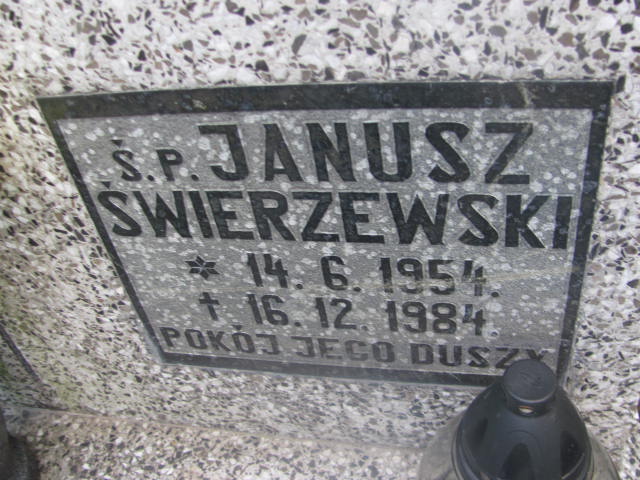 Ś.P. JANUSZ
ŚWIERZEWSKI
* 14. 6. 1954.
† 16. 12. 1984.
POKÓJ JEGO DUSZY